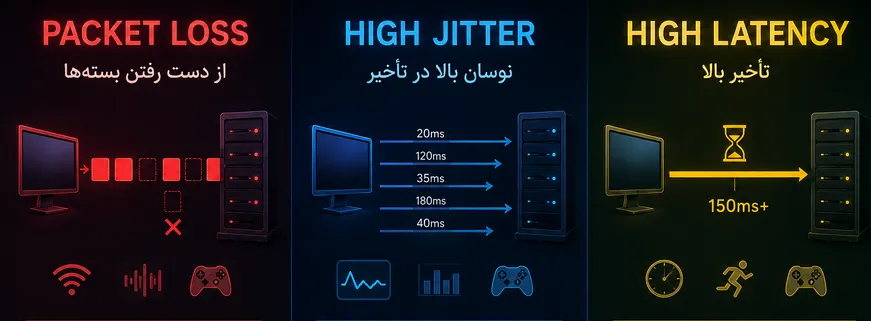 PACKET LOSS
از دست رفتن بسته‌ها
HIGH JITTER
نوسان بالا در تأخیر
20ms
120ms
35ms
180ms
40ms
HIGH LATENCY
تأخیر بالا
150ms+